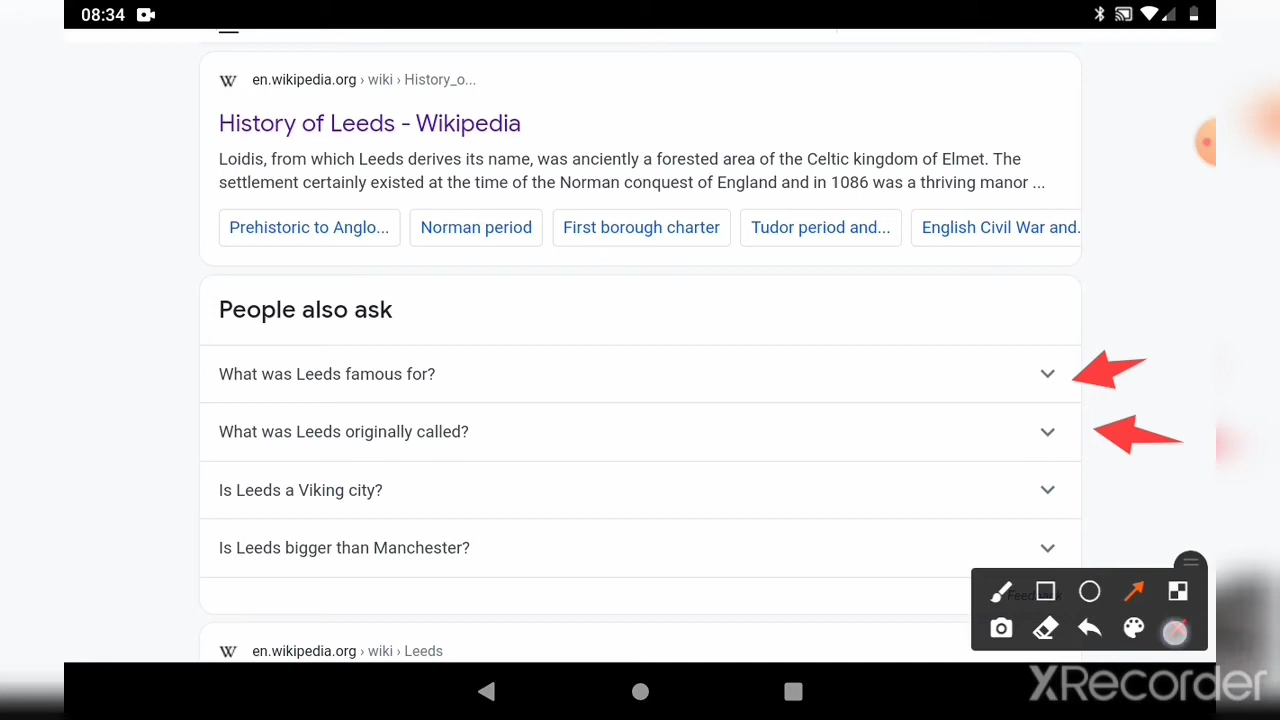 08:34
en.wikipedia.org › wiki › History_o...
History of Leeds - Wikipedia
Loidis, from which Leeds derives its name, was anciently a forested area of the Celtic kingdom of Elmet. The
settlement certainly existed at the time of the Norman conquest of England and in 1086 was a thriving manor ...
Prehistoric to Anglo... Norman period First borough charter Tudor period and... English Civil War and.
People also ask
What was Leeds famous for?
What was Leeds originally called?
Is Leeds a Viking city?
Is Leeds bigger than Manchester?
en.wikipedia.org › wiki › Leeds
XRecorder